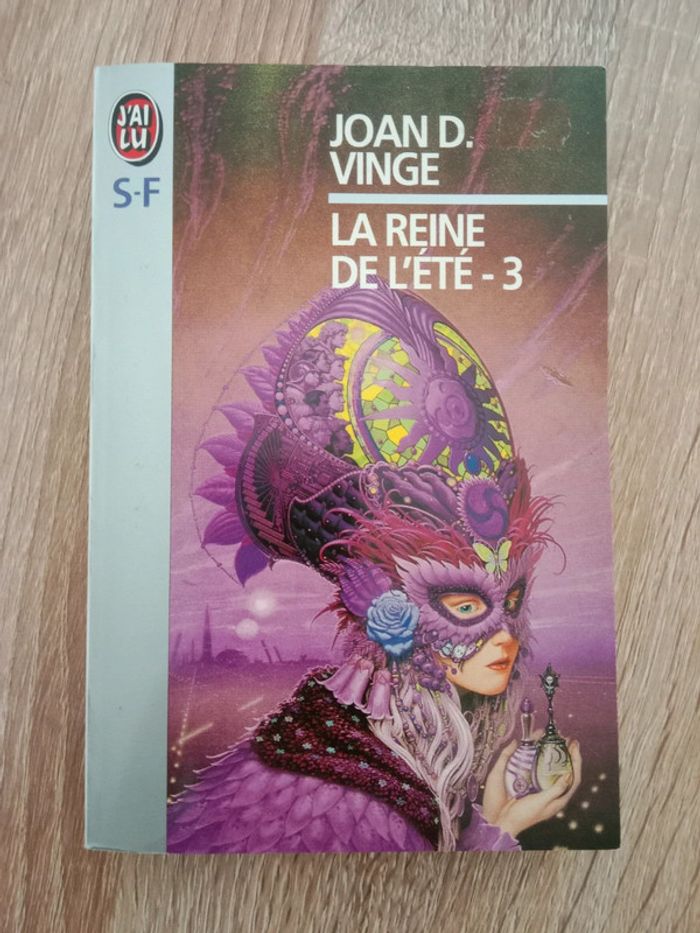 J'AI
LU
S-F
JOAN D.
VINGE
LA REINE
DE L'ÉTÉ - 3